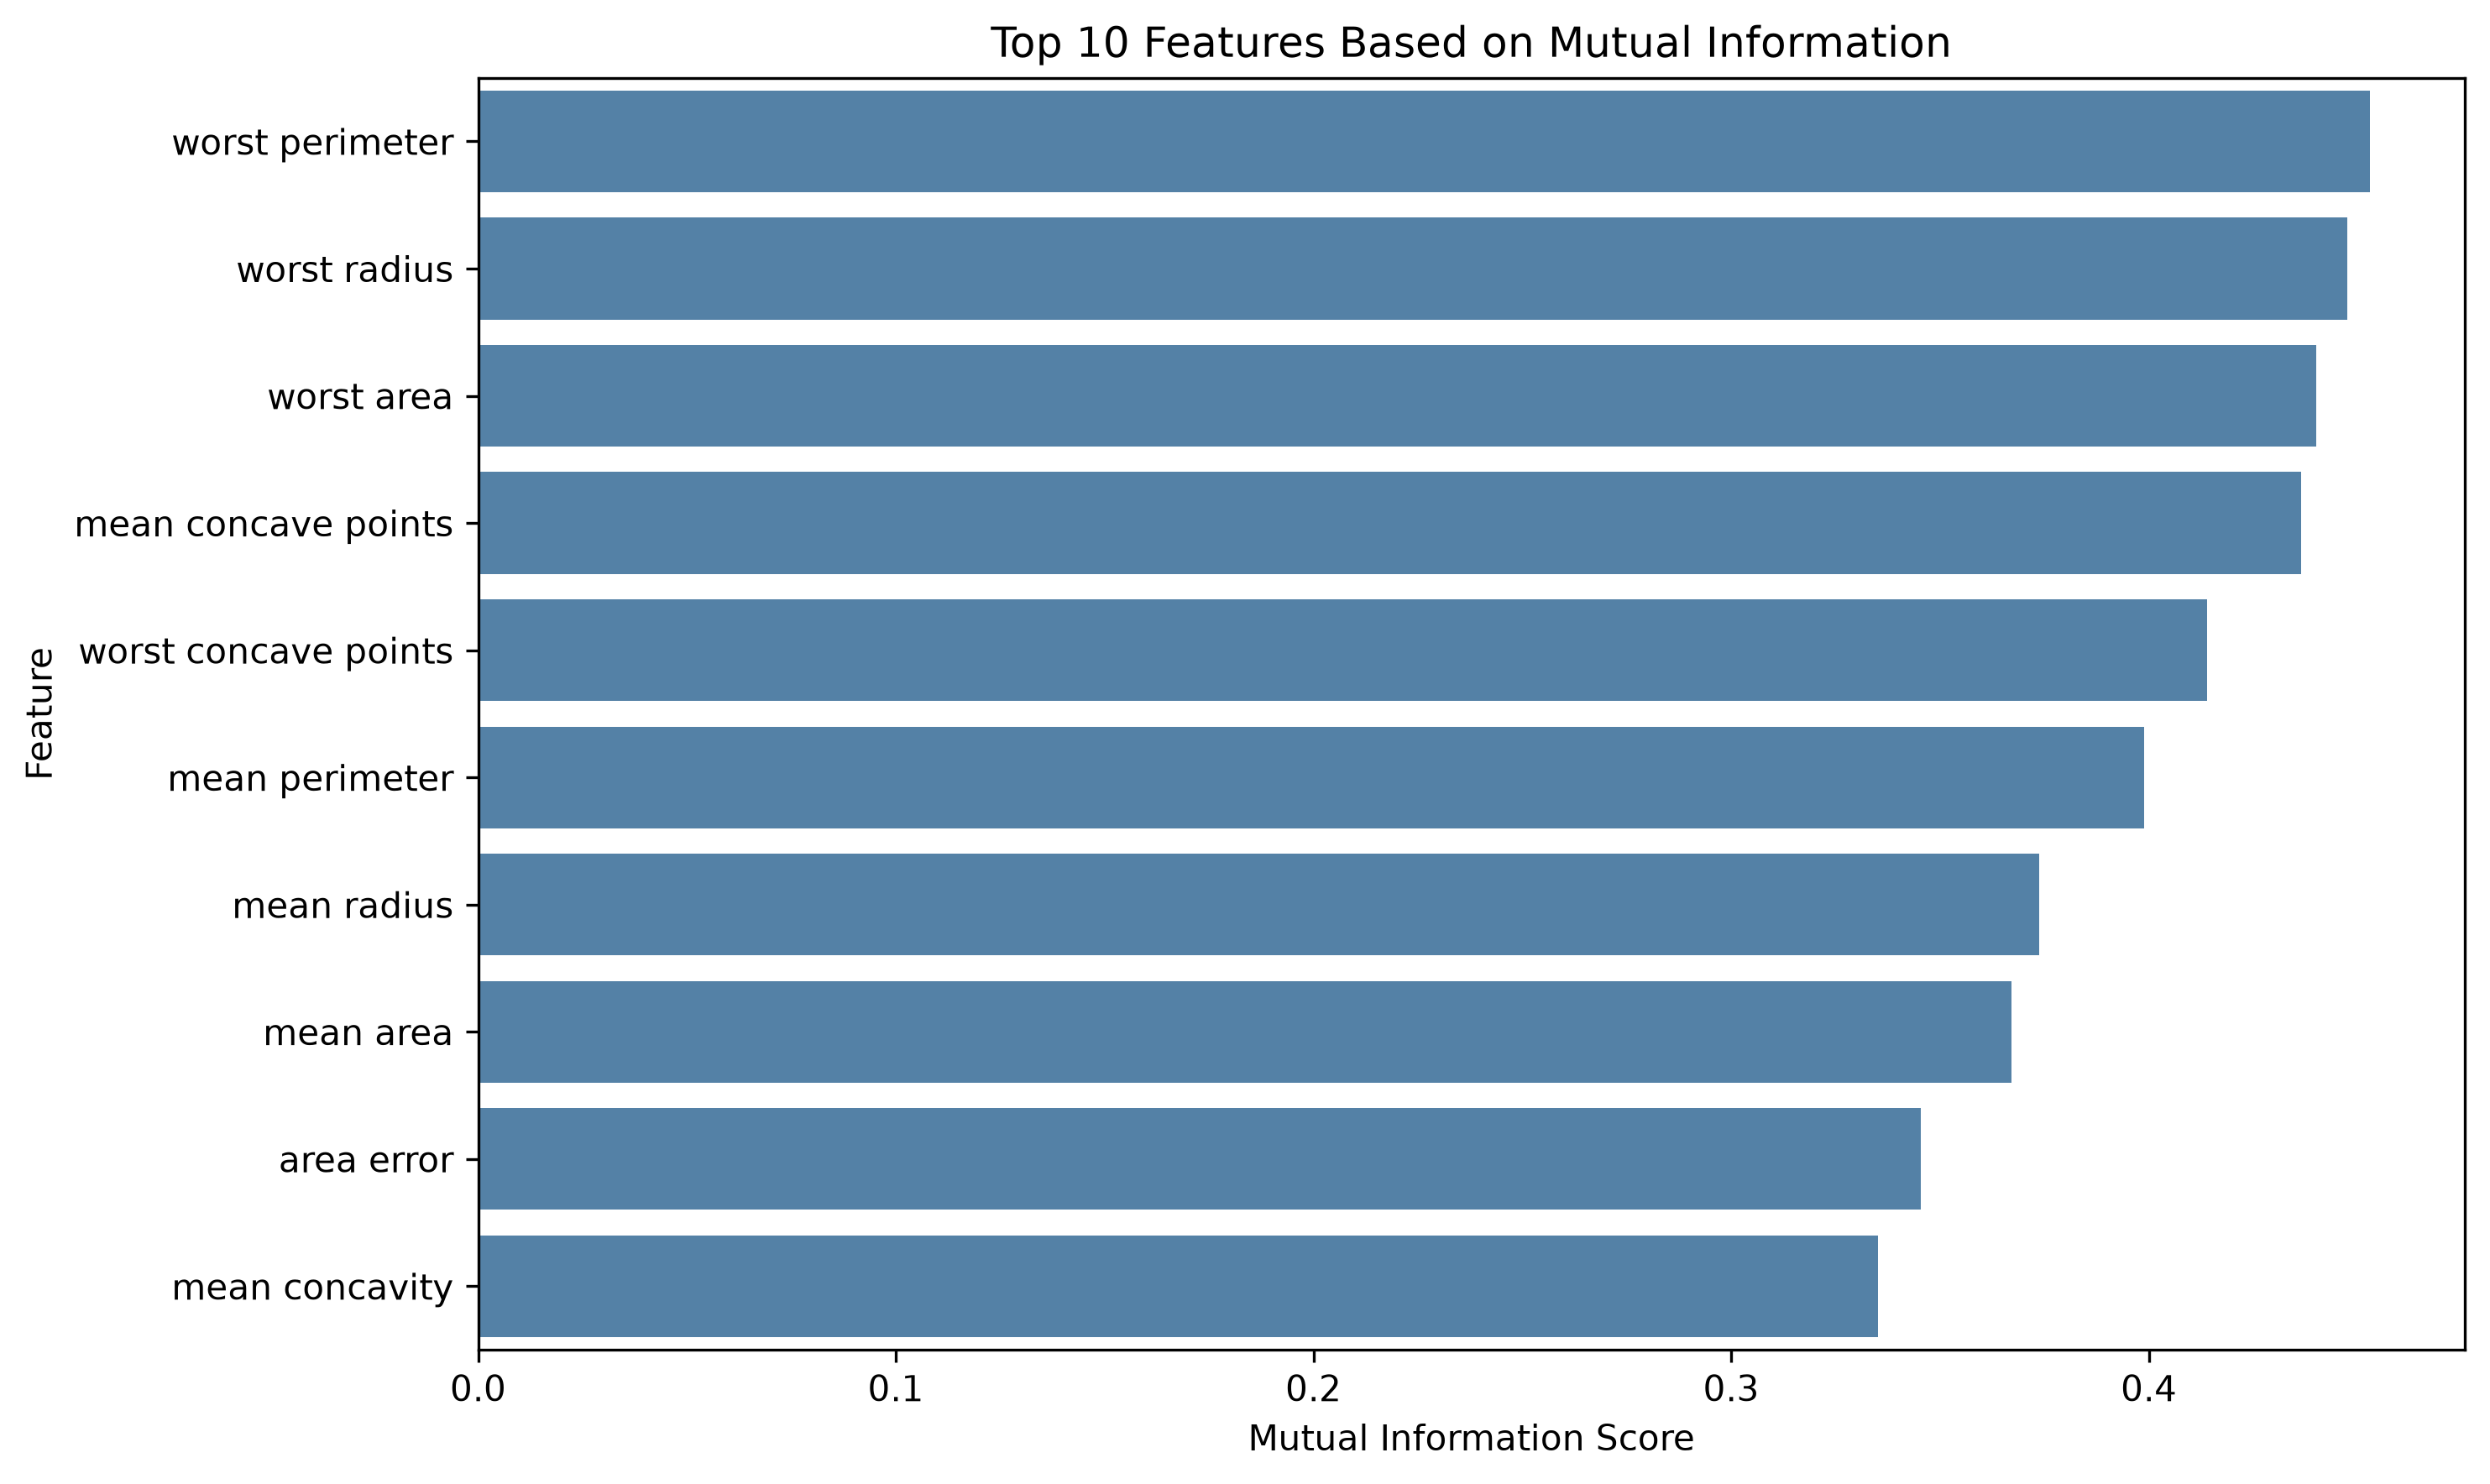 Top 10 Features Based on Mutual Information
Feature
worst perimeter
worst radius
worst area
mean concave points
worst concave points
mean perimeter
mean radius
mean area
area error
mean concavity
0.0 0.1 0.2 0.3 0.4
Mutual Information Score